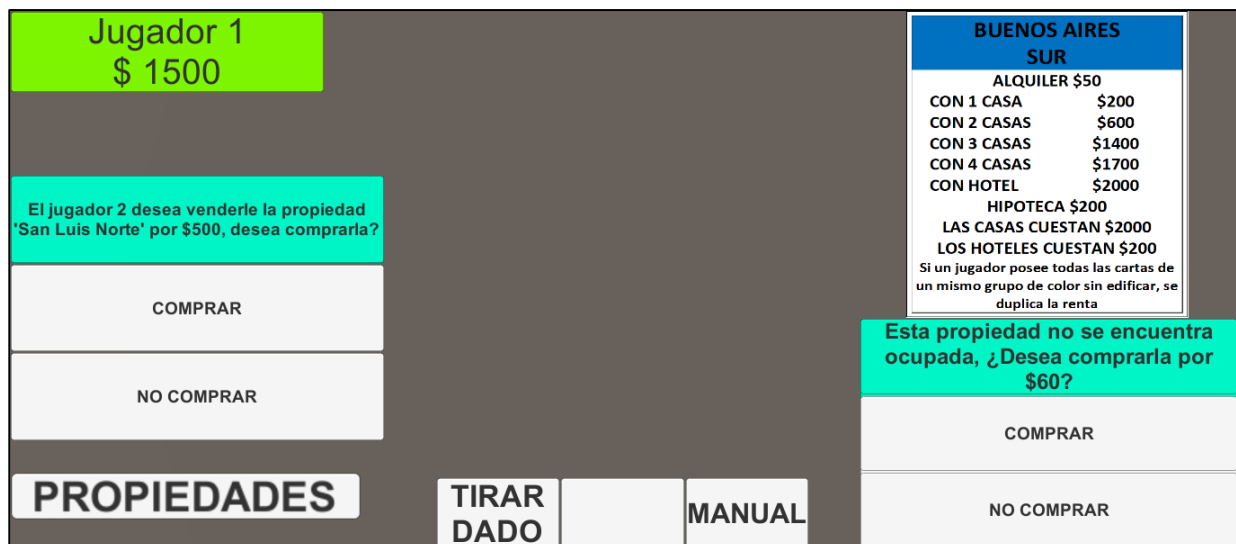 Jugador 1
$ 1500
El jugador 2 desea venderle la propiedad
'San Luis Norte' por $500, desea comprarla?
COMPRAR
NO COMPRAR
PROPIEDADES
TIRAR
DADO
MANUAL
BUENOS AIRES
SUR
ALQUILER $50
CON 1 CASA $200
CON 2 CASAS $600
CON 3 CASAS $1400
CON 4 CASAS $1700
CON HOTEL $2000
HIPOTECA $200
LAS CASAS CUESTAN $2000
LOS HOTELES CUESTAN $200
Si un jugador posee todas las cartas de
un mismo grupo de color sin edificar, se
duplica la renta
Esta propiedad no se encuentra
ocupada, ¿Desea comprarla por
$60?
COMPRAR
NO COMPRAR